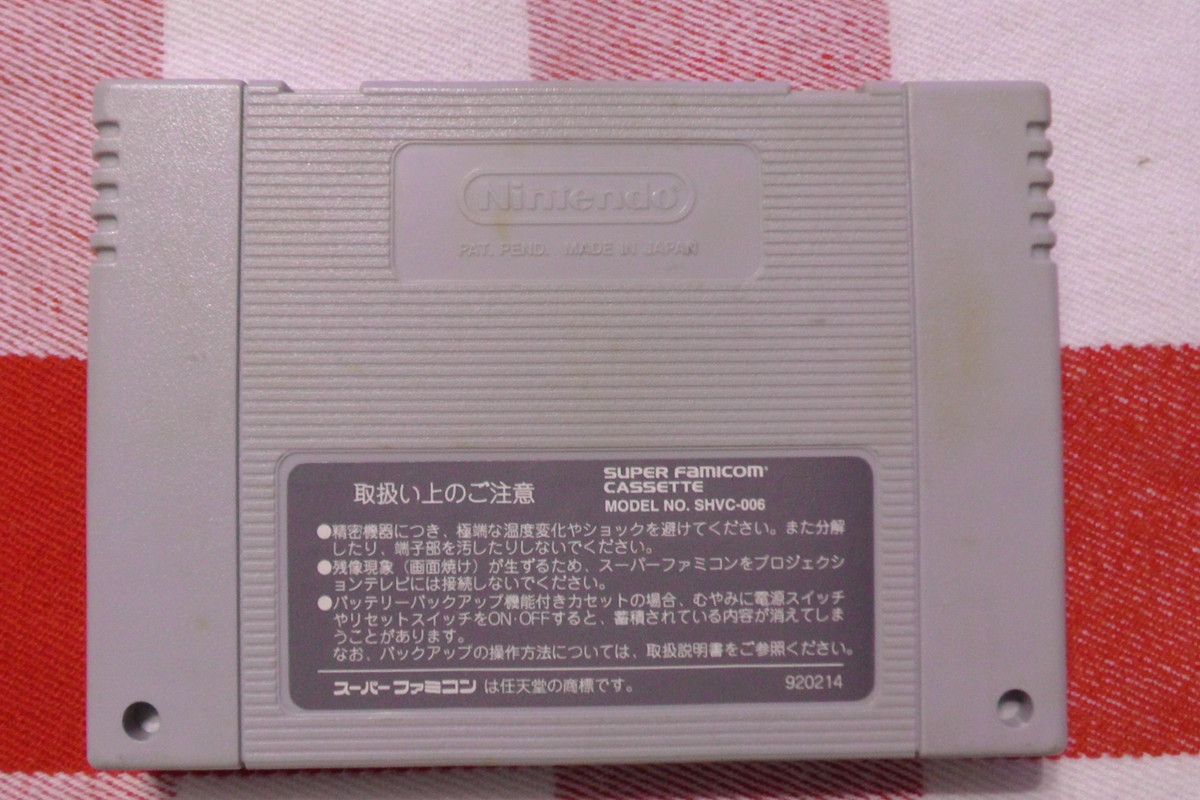 Nintendo
PAT. PEND. MADE IN JAPAN
取扱い上のご注意
SUPER FAMICOM
CASSETTE
MODEL NO. SHVC-006
●精密機器につき、極端な温度変化やショックを避けてください。また分解
したり、端子部を汚したりしないでください。
●残像現象（画面焼け）が生ずるため、スーパーファミコンをプロジェクシ
ョンテレビには接続しないでください。
●バッテリーバックアップ機能付きカセットの場合、むやみに電源スイッチ
やリセットスイッチをON･OFFすると、蓄積されている内容が消えてしま
うことがあります。
なお、バックアップの操作方法については、取扱説明書をご参照ください。
スーパーファミコン は任天堂の商標です。
920214